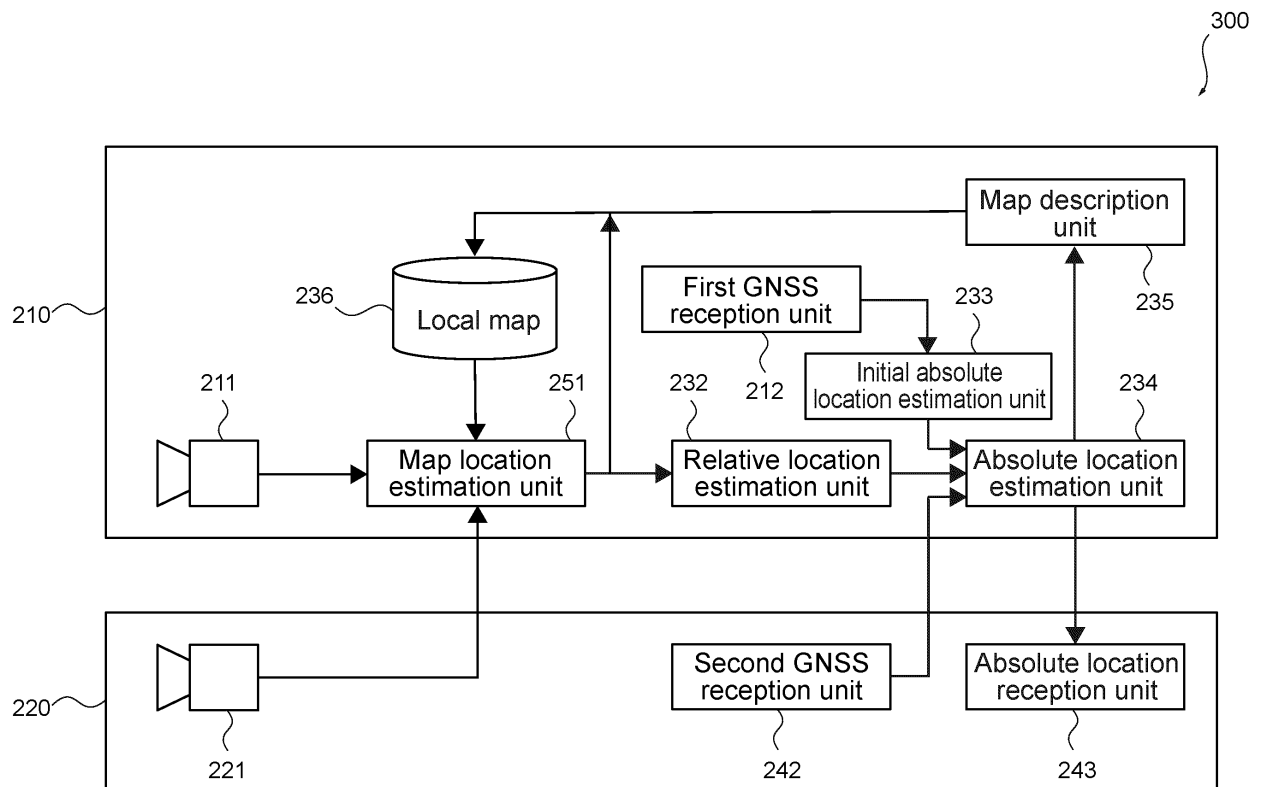 300
Map description
unit
235
236
Local map
First GNSS
reception unit
212
233
Initial absolute
location estimation unit
210
211
251
232
234
Map location
estimation unit
Relative location
estimation unit
Absolute location
estimation unit
220
221
Second GNSS
reception unit
242
Absolute location
reception unit
243